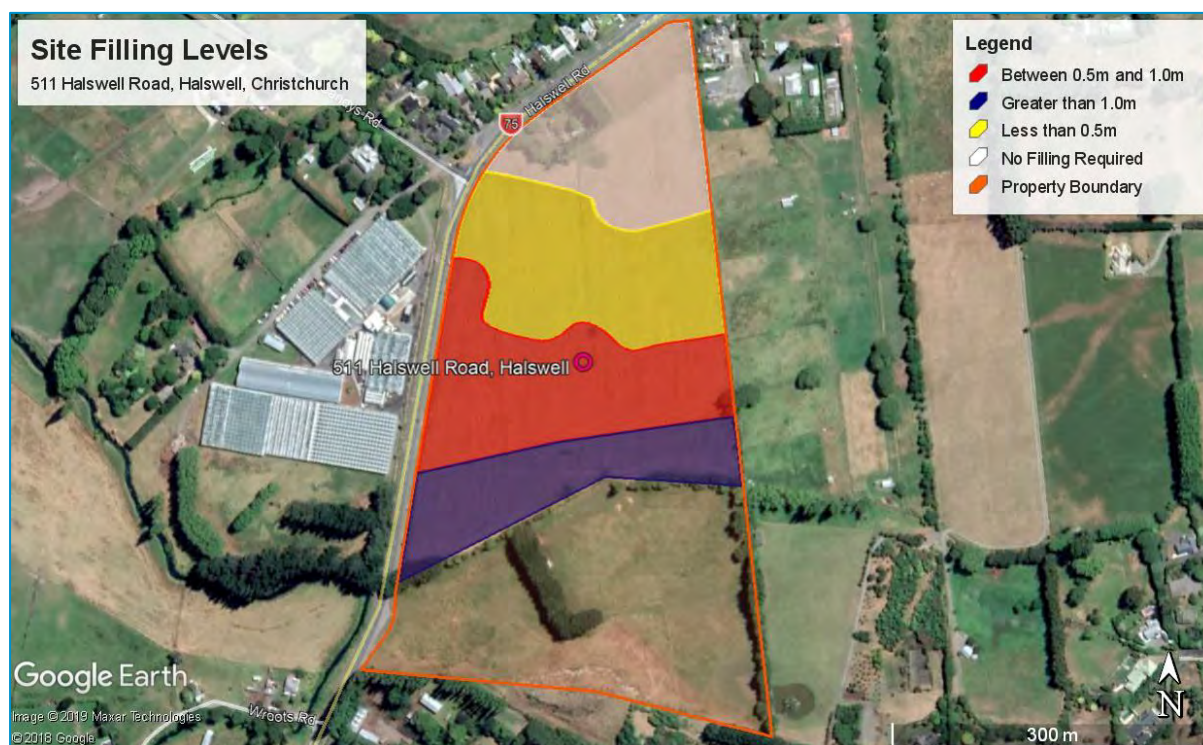 Site Filling Levels
511 Halswell Road, Halswell, Christchurch
Legend
Between 0.5m and 1.0m
Greater than 1.0m
Less than 0.5m
No Filling Required
Property Boundary
Halswell Rd
75
Rd
511 Halswell Road, Halswell
Google Earth
Wroots Rd
Image © 2019 Maxar Technologies
© 2018 Google
N
300 m